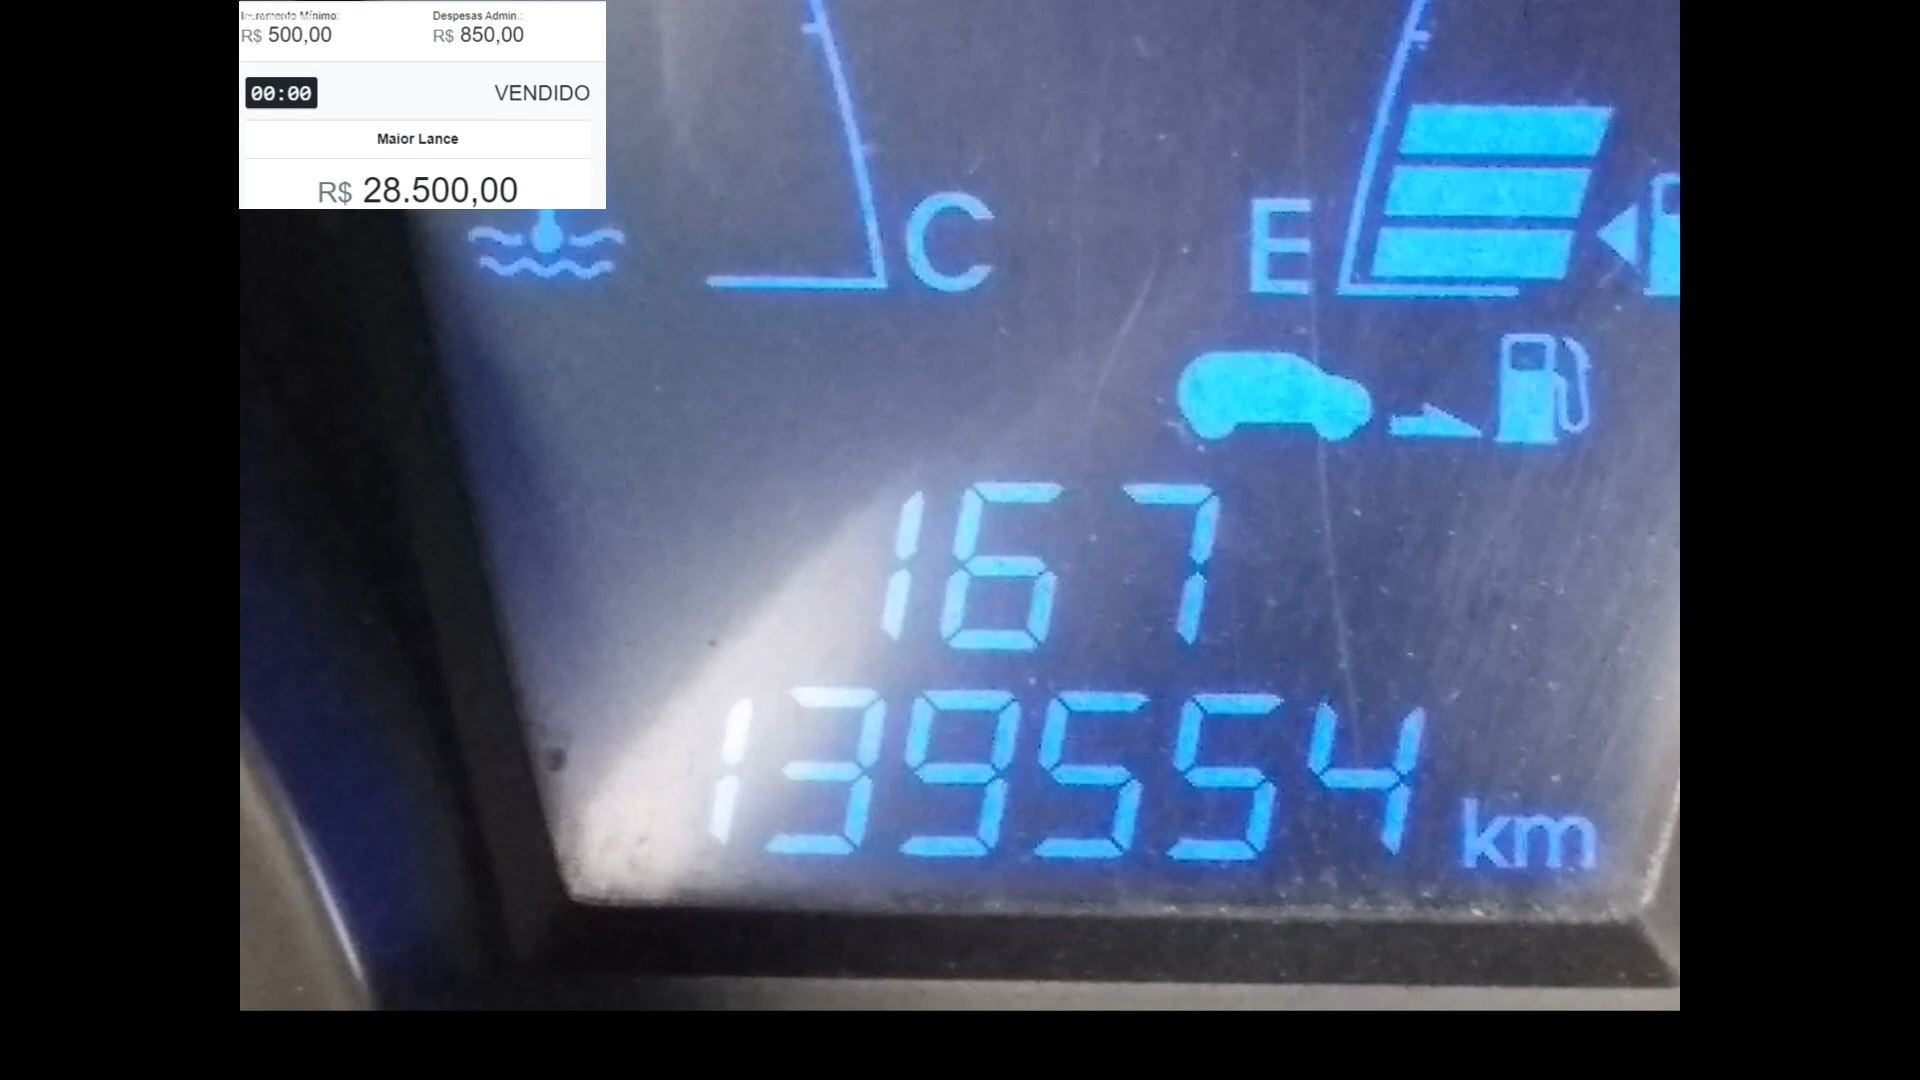 Incremento Mínimo: Despesas Admin.:
R$ 500,00 R$ 850,00
00:00 VENDIDO
Maior Lance
R$ 28.500,00
C E
167
139554 km